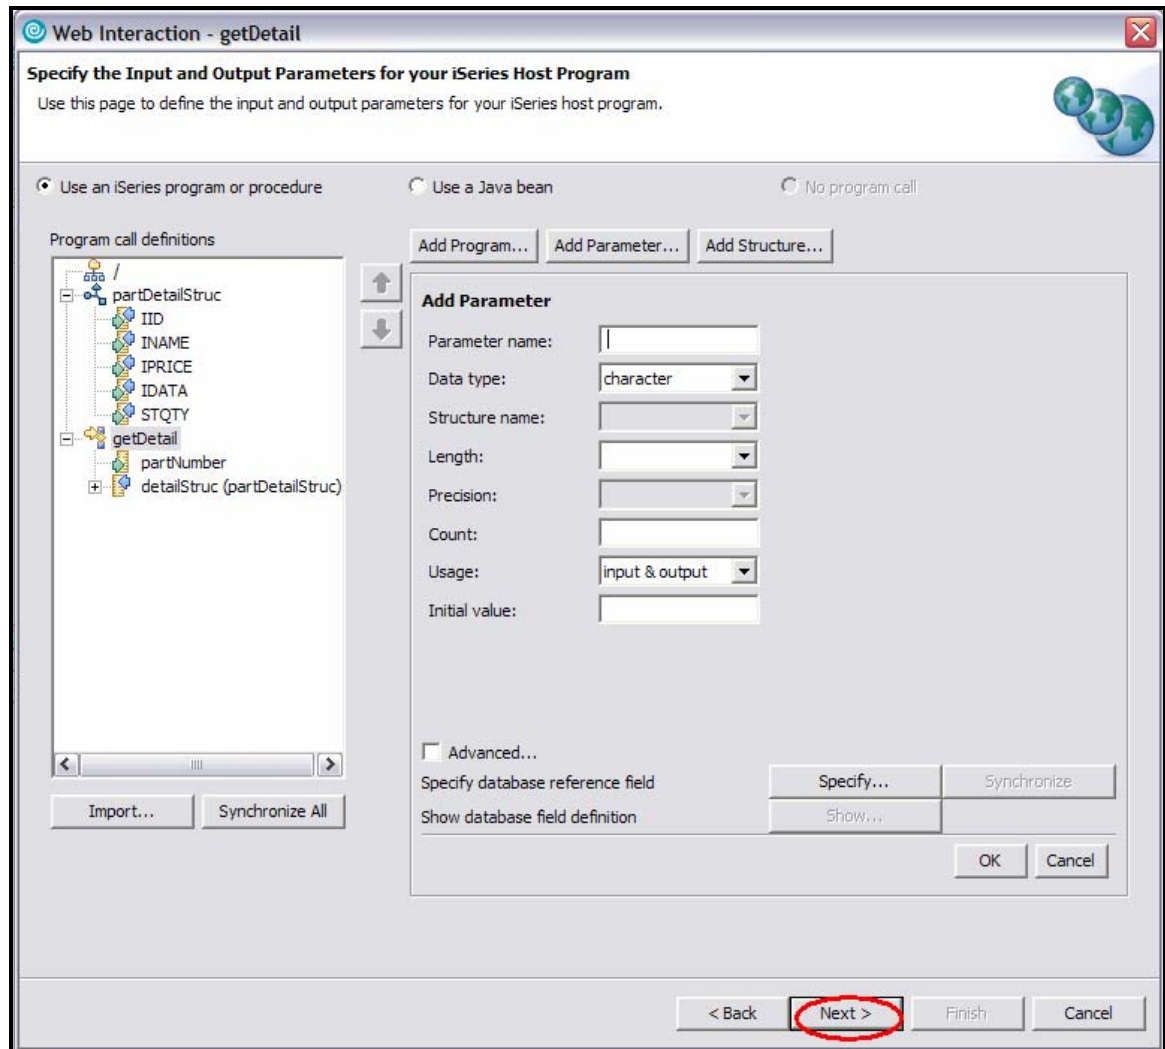 Web Interaction - getDetail
Specify the Input and Output Parameters for your iSeries Host Program
Use this page to define the input and output parameters for your iSeries host program.
Use an iSeries program or procedure
Use a Java bean
No program call
Program call definitions
/
partDetailStruc
IID
INAME
IPRICE
IDATA
STQTY
getDetail
partNumber
detailStruc (partDetailStruc)
Import...
Synchronize All
Add Program...
Add Parameter...
Add Structure...
Add Parameter
Parameter name:
Data type: character
Structure name:
Length:
Precision:
Count:
Usage: input & output
Initial value:
Advanced...
Specify database reference field Specify... Synchronize
Show database field definition Show...
OK Cancel
< Back Next > Finish Cancel